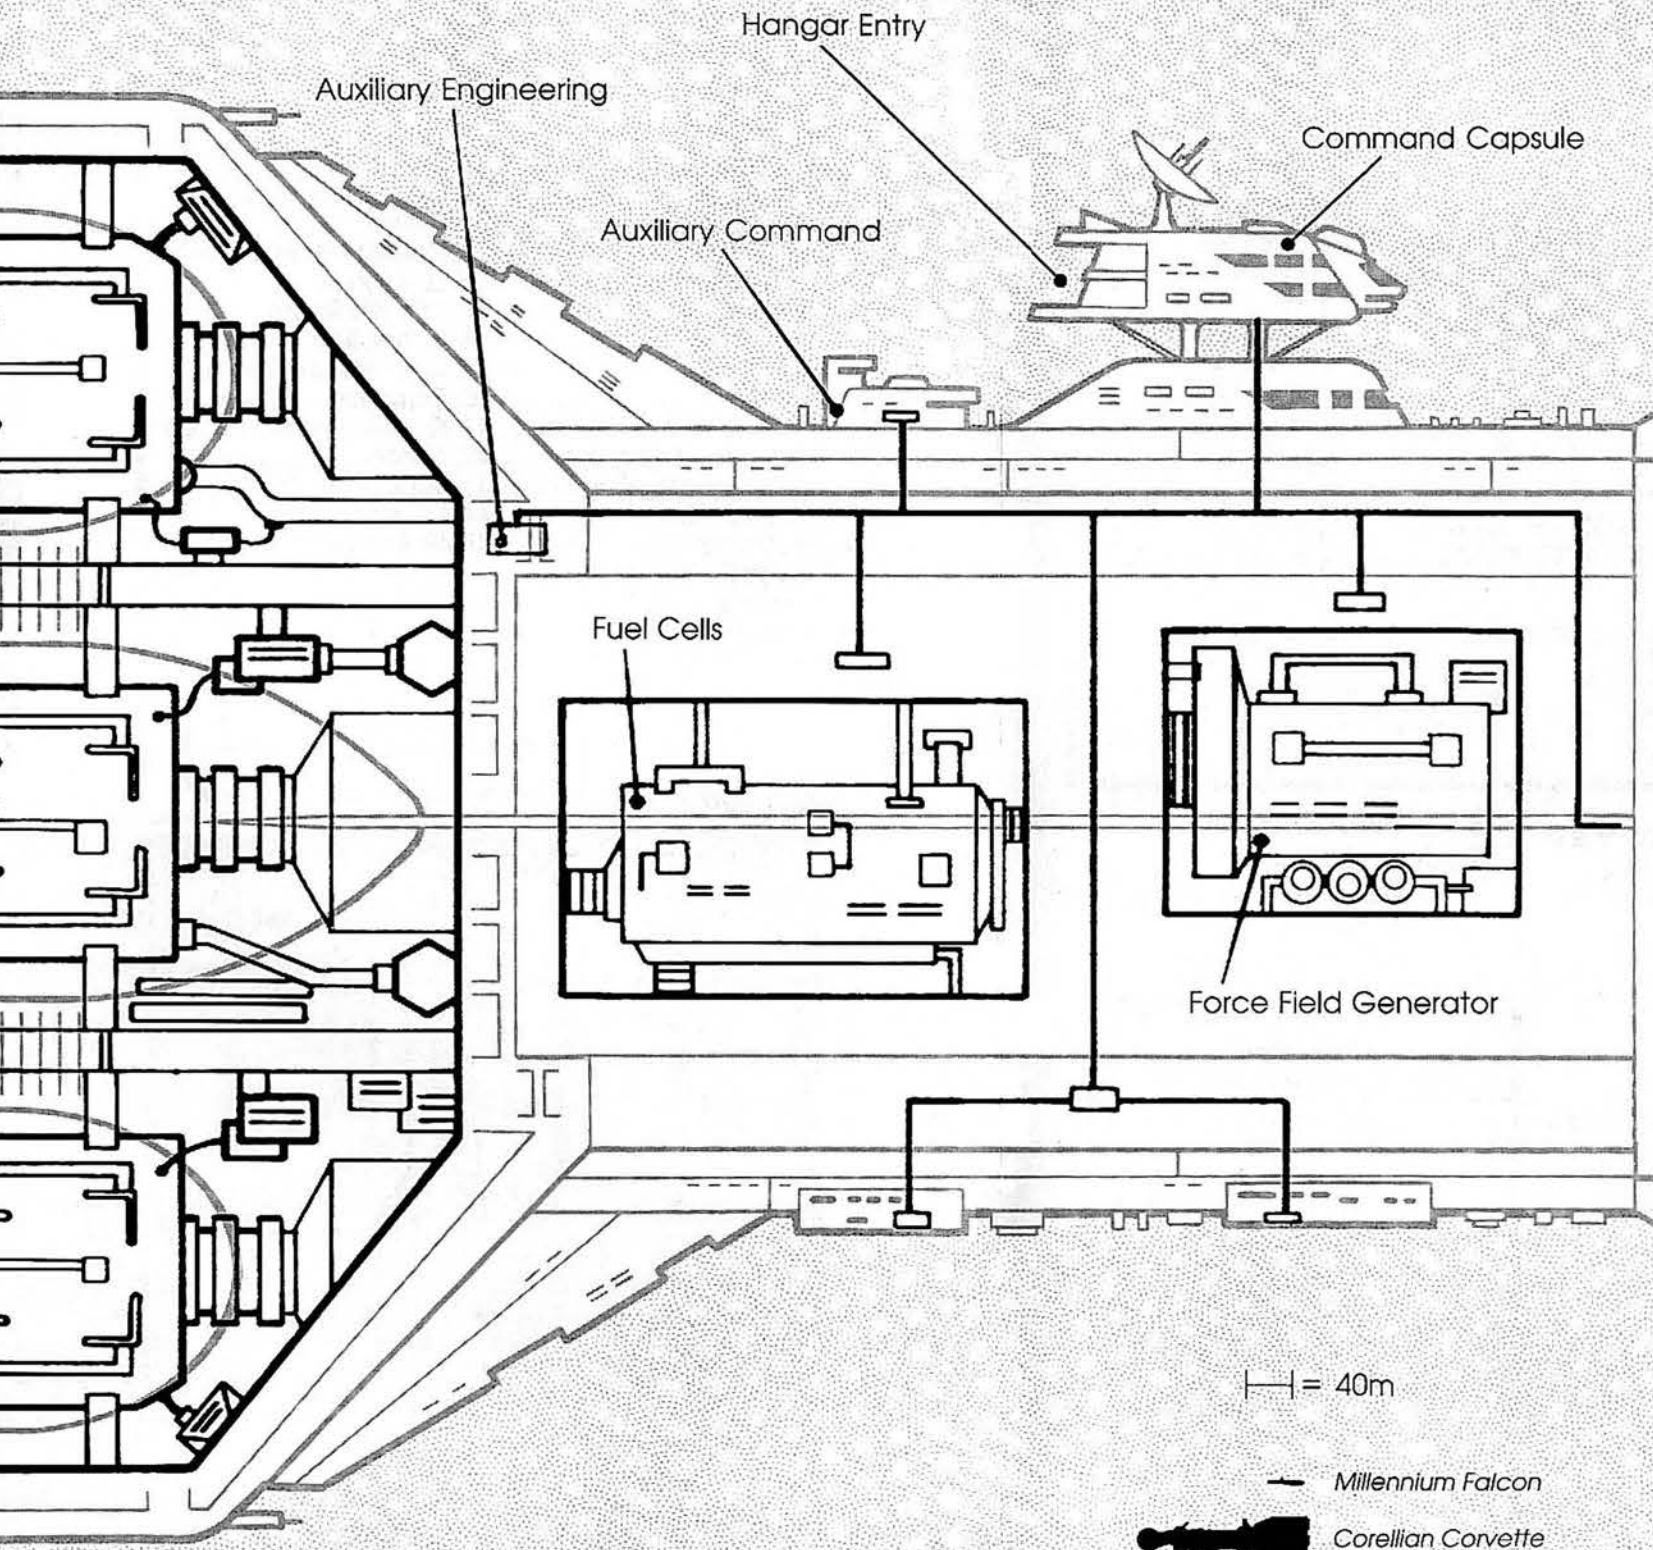 Hangar Entry
Auxiliary Engineering
Command Capsule
Auxiliary Command
Fuel Cells
Force Field Generator
= 40m
Millennium Falcon
Corellian Corvette